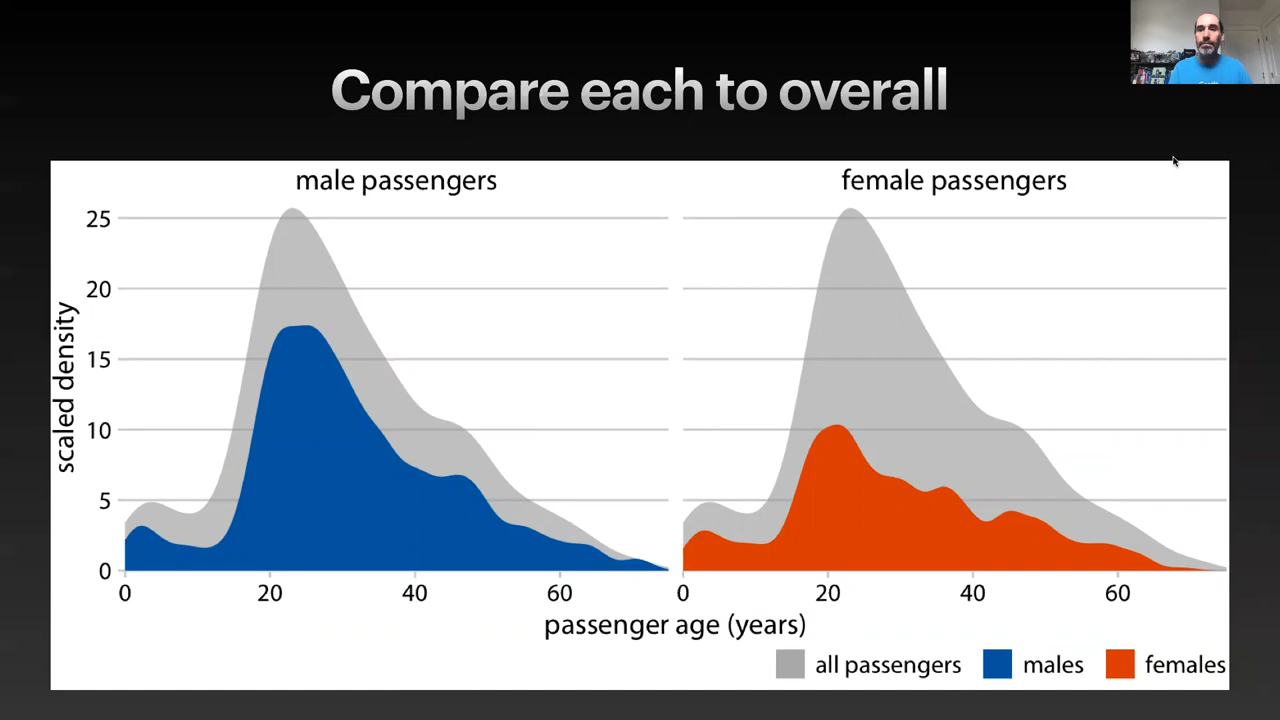 Compare each to overall
male passengers
female passengers
25
20
15
10
5
0
scaled density
0 20 40 60
0 20 40 60
passenger age (years)
all passengers males females